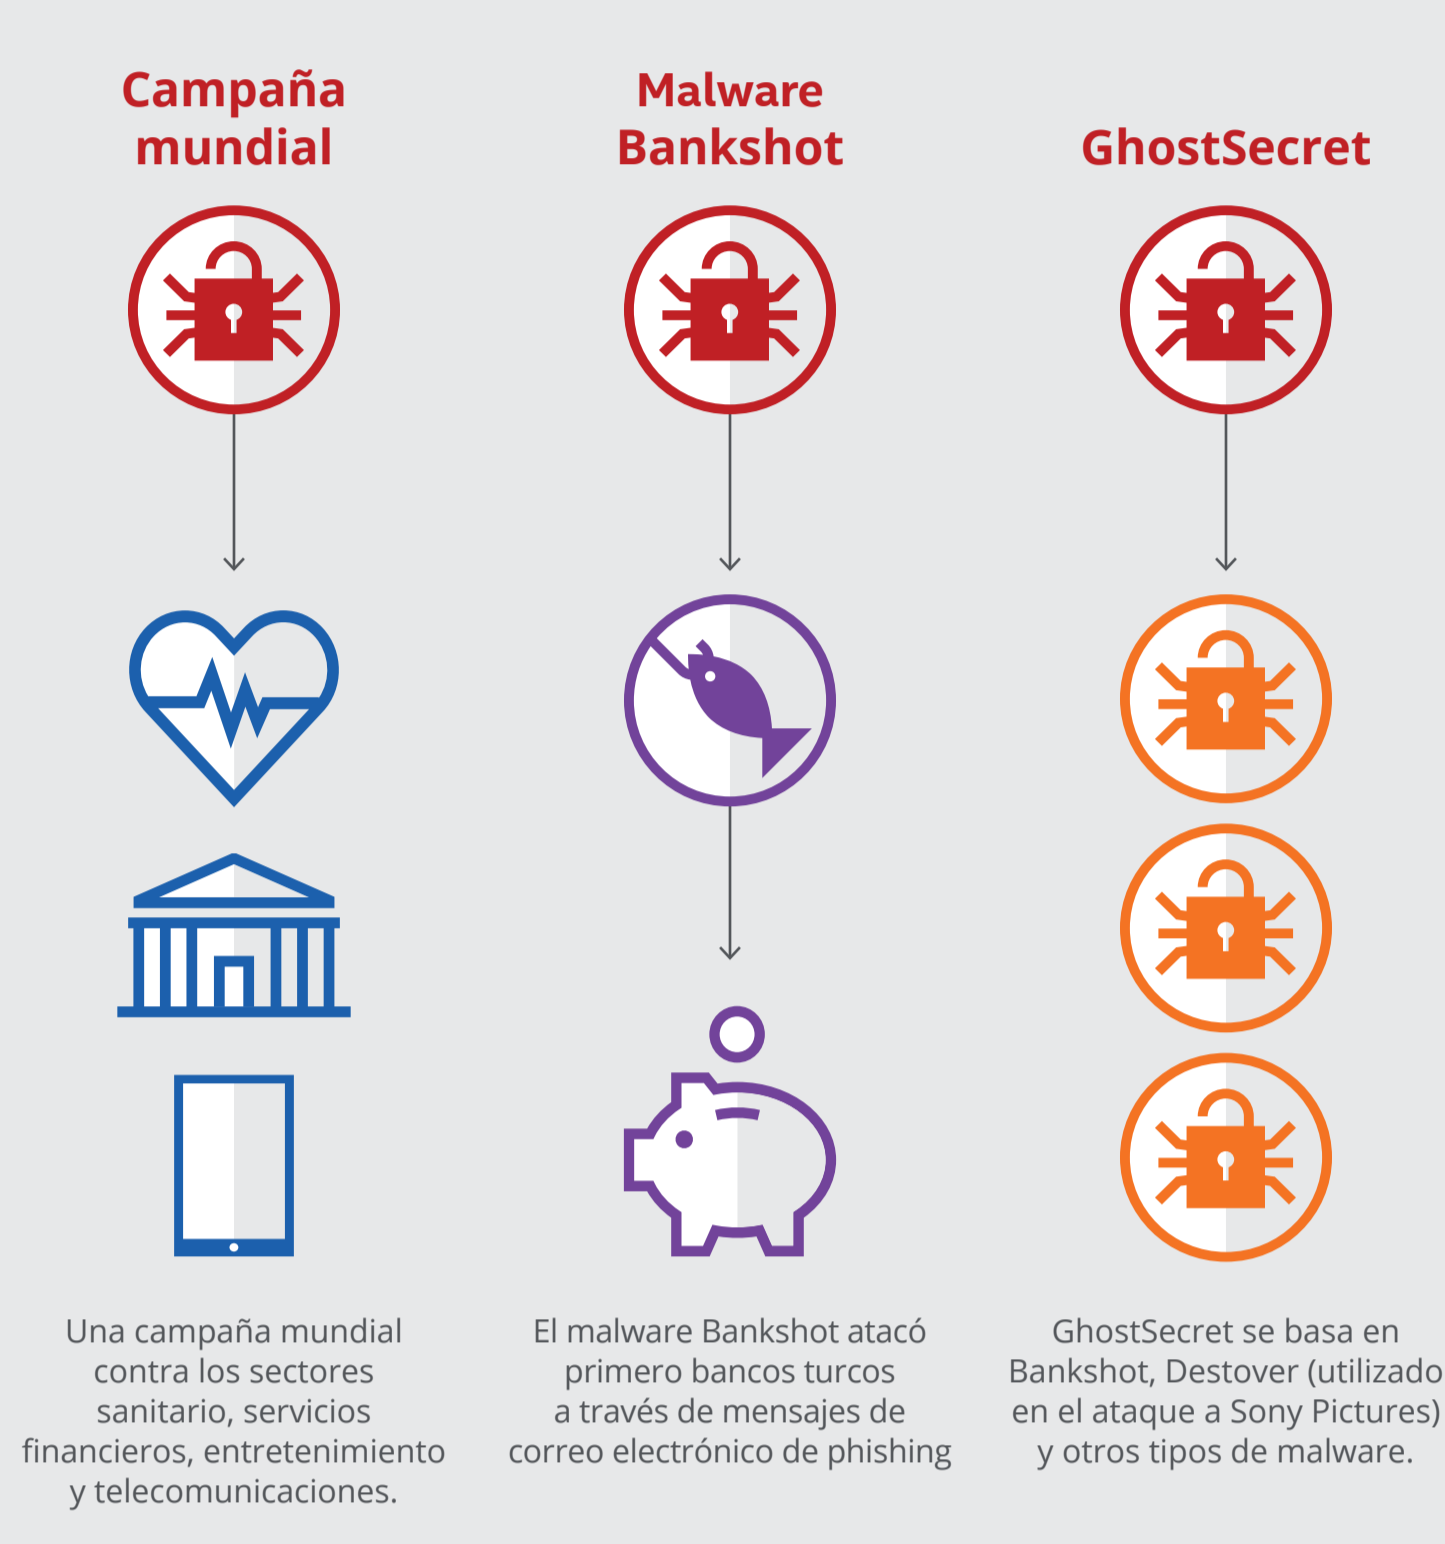 Campaña
mundial
Malware
Bankshot
GhostSecret
Una campaña mundial
contra los sectores
sanitario, servicios
financieros, entretenimiento
y telecomunicaciones.
El malware Bankshot atacó
primero bancos turcos
a través de mensajes de
correo electrónico de phishing
GhostSecret se basa en
Bankshot, Destover (utilizado
en el ataque a Sony Pictures)
y otros tipos de malware.